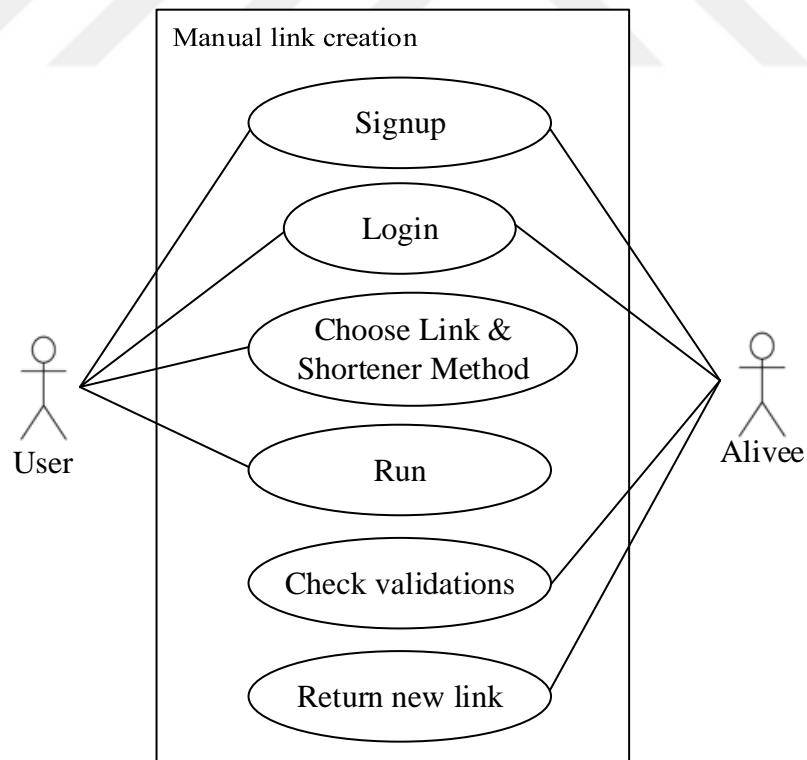 Manual link creation
Signup
Login
Choose Link &
Shortener Method
Run
Check validations
Return new link
User
Alivee